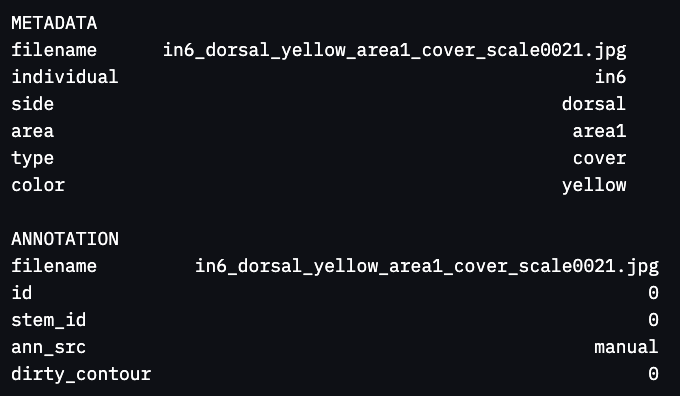 METADATA
filename in6_dorsal_yellow_area1_cover_scale0021.jpg
individual in6
side dorsal
area area1
type cover
color yellow
ANNOTATION
filename in6_dorsal_yellow_area1_cover_scale0021.jpg
id 0
stem_id 0
ann_src manual
dirty_contour 0